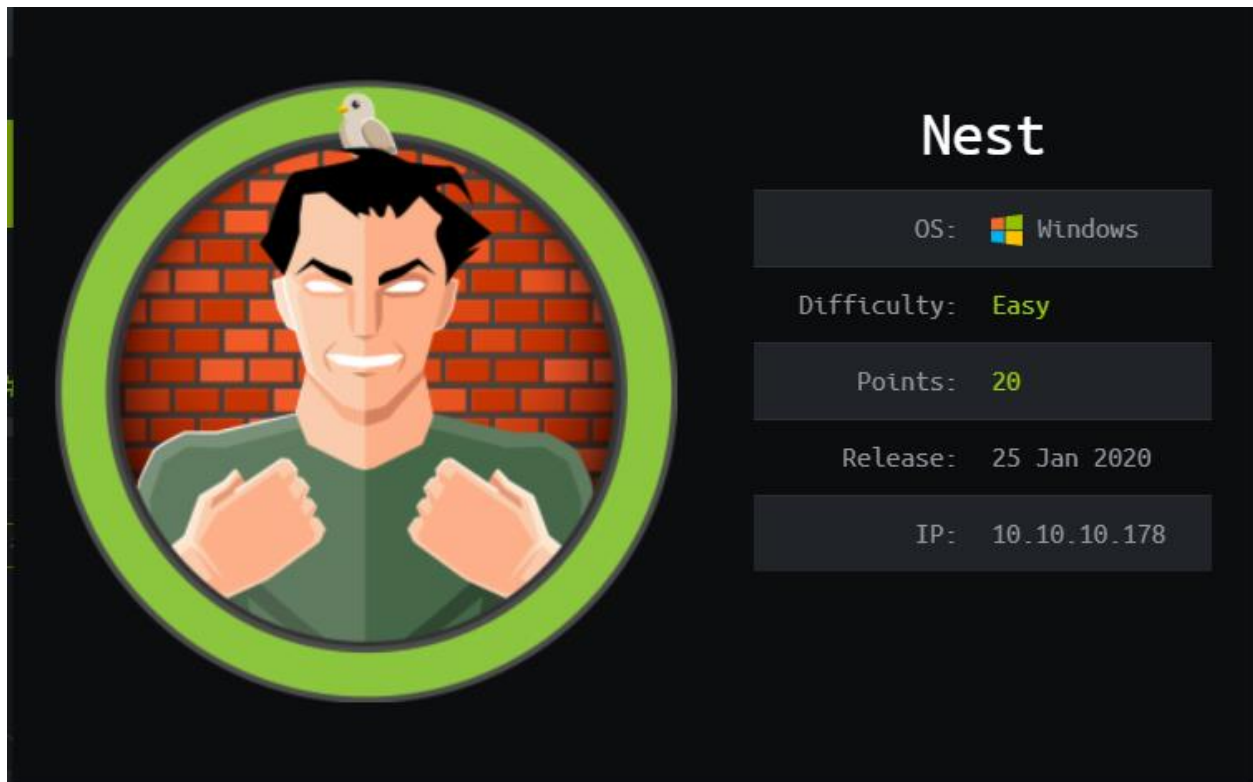 Nest
OS: Windows
Difficulty: Easy
Points: 20
Release: 25 Jan 2020
IP: 10.10.10.178